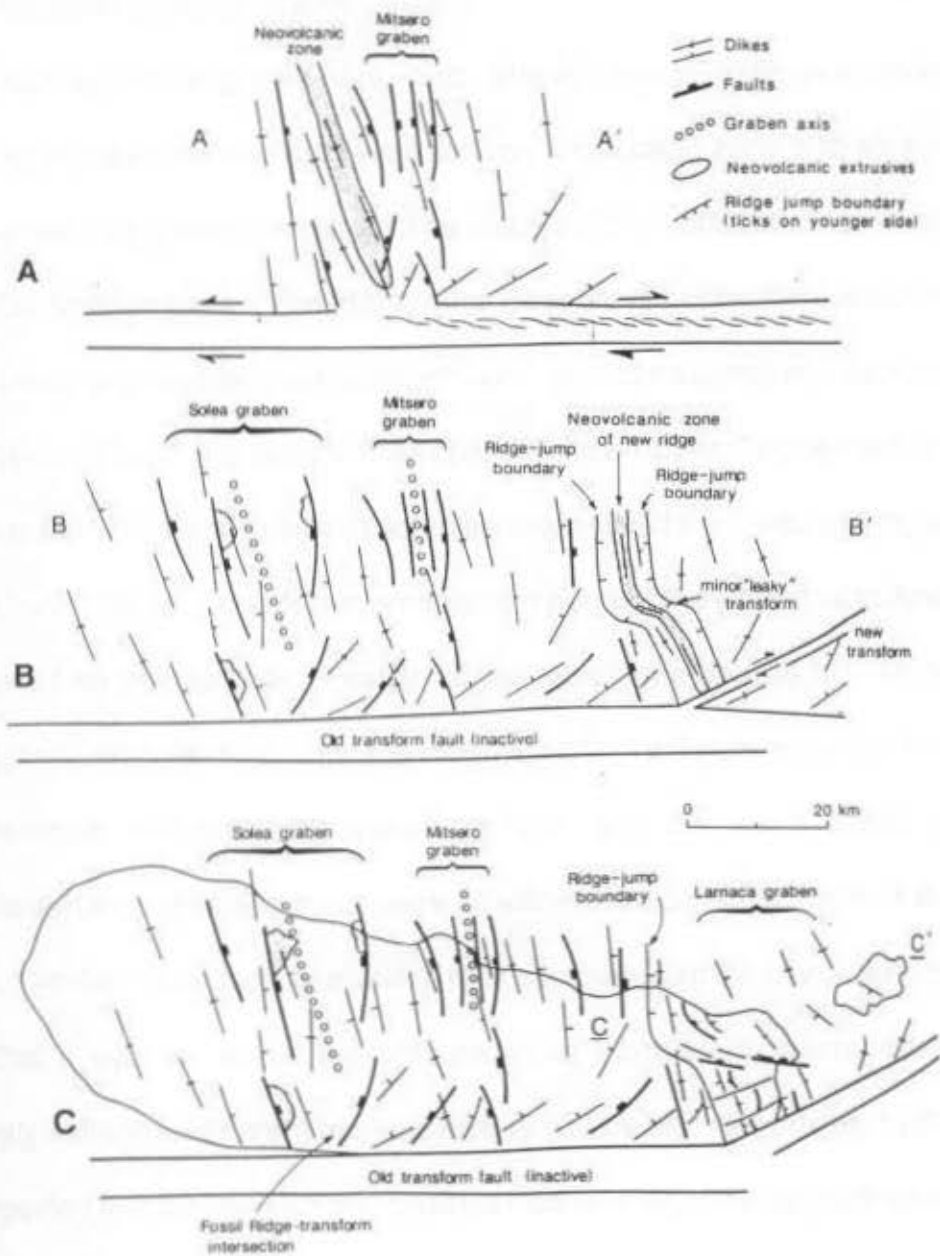 Neovolcanic
zone
Mitsero
graben
Dikes
Faults
Graben axis
Neovolcanic extrusives
Ridge jump boundary
(ticks on younger side)
A
A'
A
Solea graben
Mitsero
graben
Neovolcanic zone
of new ridge
Ridge-jump
boundary
Ridge-jump
boundary
B
B'
minor "leaky"
transform
new
transform
B
Old transform fault (inactive)
0 20 km
Solea graben
Mitsero
graben
Ridge-jump
boundary
Larnaca graben
C'
C
C
Old transform fault (inactive)
Fossil Ridge-transform
intersection